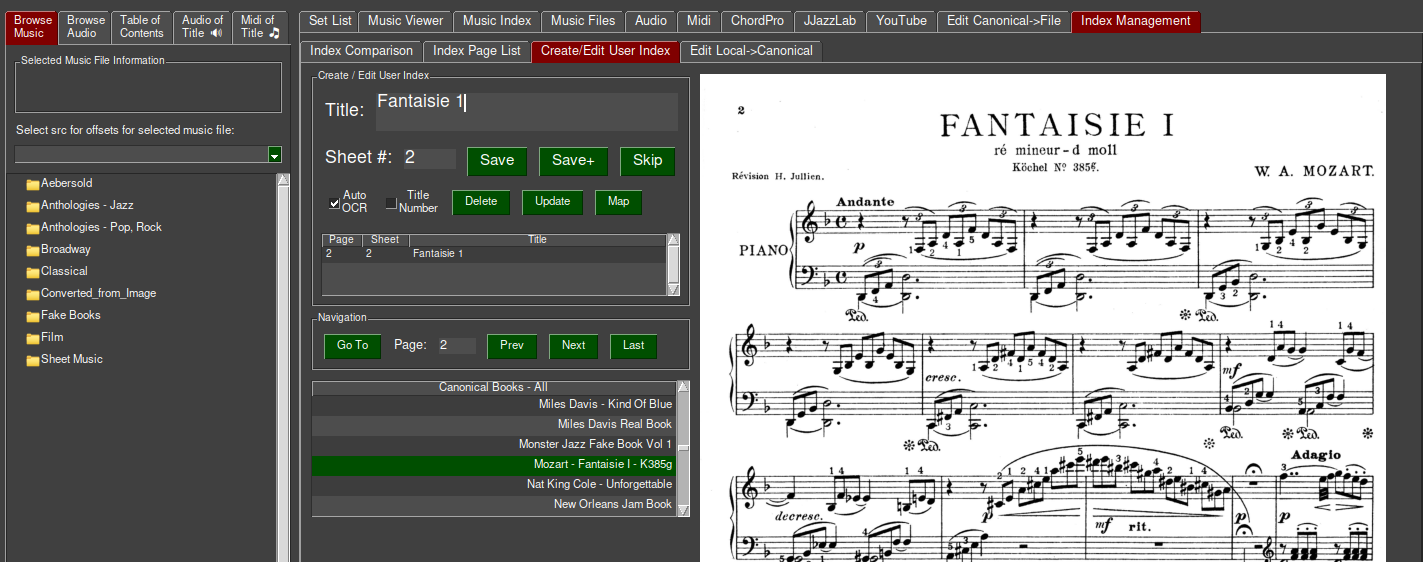 Browse Music
Browse Audio
Table of Contents
Audio of Title
Midi of Title
Set List Music Viewer Music Index Music Files Audio Midi ChordPro JJazzLab YouTube Edit Canonical->File Index Management
Index Comparison Index Page List Create/Edit User Index Edit Local->Canonical
Selected Music File Information
Select src for offsets for selected music file:
Aebersold
Anthologies - Jazz
Anthologies - Pop, Rock
Broadway
Classical
Converted_from_Image
Fake Books
Film
Sheet Music
Create / Edit User Index
Title: Fantaisie 1
Sheet #: 2 Save Save+ Skip
Auto OCR
Title Number
Delete Update Map
Page Sheet Title
2 2 Fantaisie 1
Navigation
Go To Page: 2 Prev Next Last
Canonical Books - All
Miles Davis - Kind Of Blue
Miles Davis Real Book
Monster Jazz Fake Book Vol 1
Mozart - Fantaisie I - K385g
Nat King Cole - Unforgettable
New Orleans Jam Book
2
FANTAISIE I
ré mineur - d moll
Köchel Nº 385g.
Révision H. Jullien.
W. A. MOZART.
Andante
PIANO
p
Ped. Ped.
cresc. mf
Ped. Ped.
Adagio
decresc. p mf rit. p p